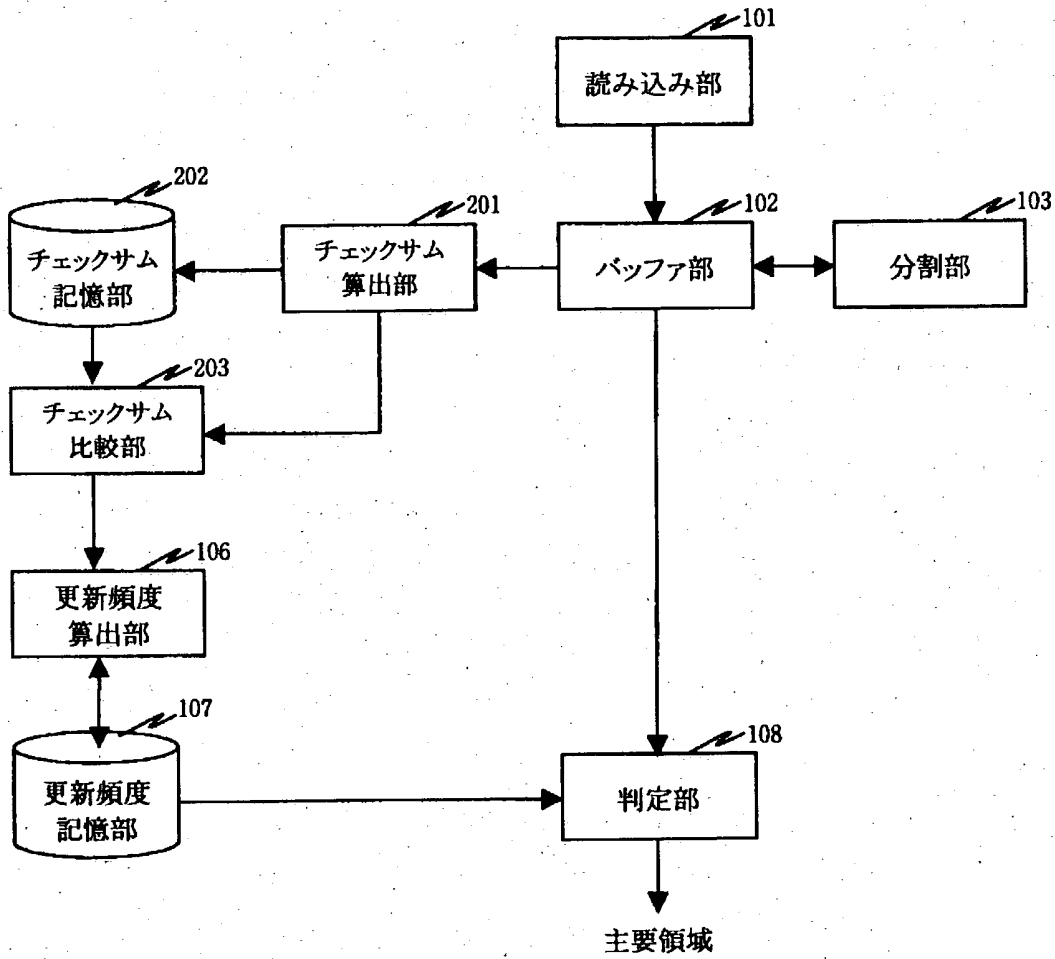 101
読み込み部
202
チェックサム
記憶部
201
チェックサム
算出部
102
バッファ部
103
分割部
203
チェックサム
比較部
106
更新頻度
算出部
107
更新頻度
記憶部
108
判定部
主要領域